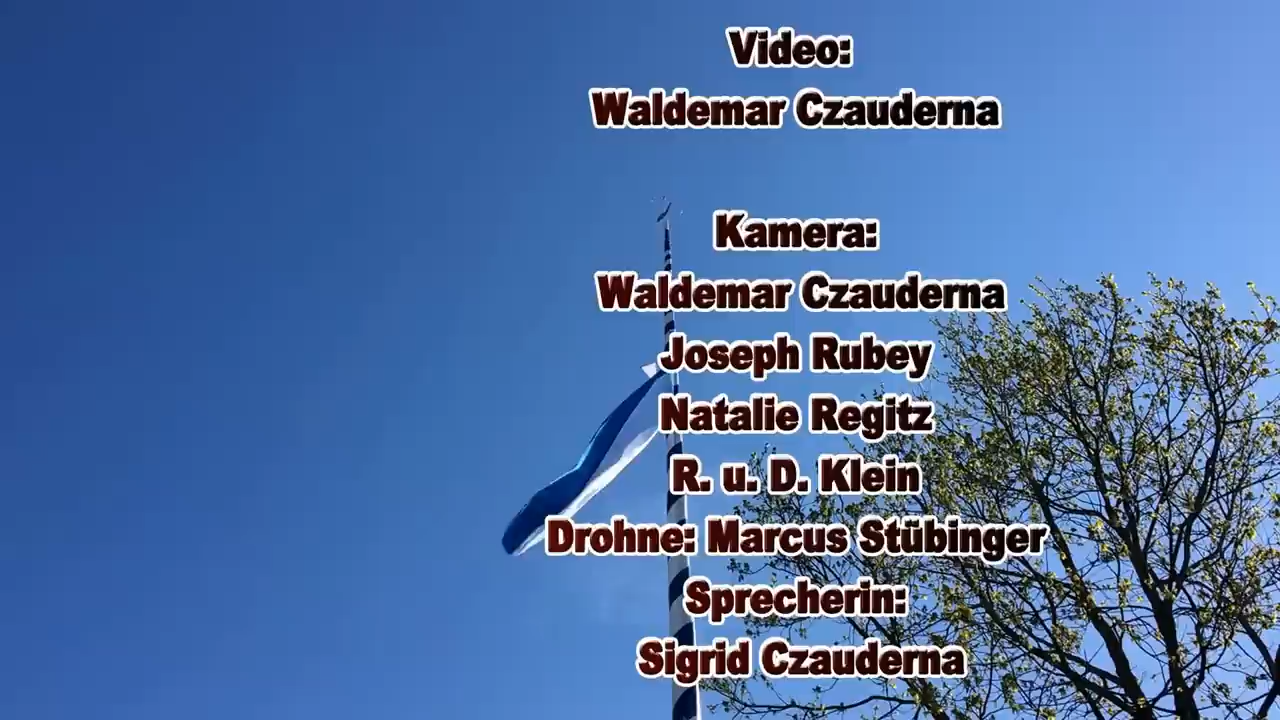 Video:
Waldemar Czauderna
Kamera:
Waldemar Czauderna
Joseph Rubey
Natalie Regitz
R. u. D. Klein
Drohne: Marcus Stübinger
Sprecherin:
Sigrid Czauderna